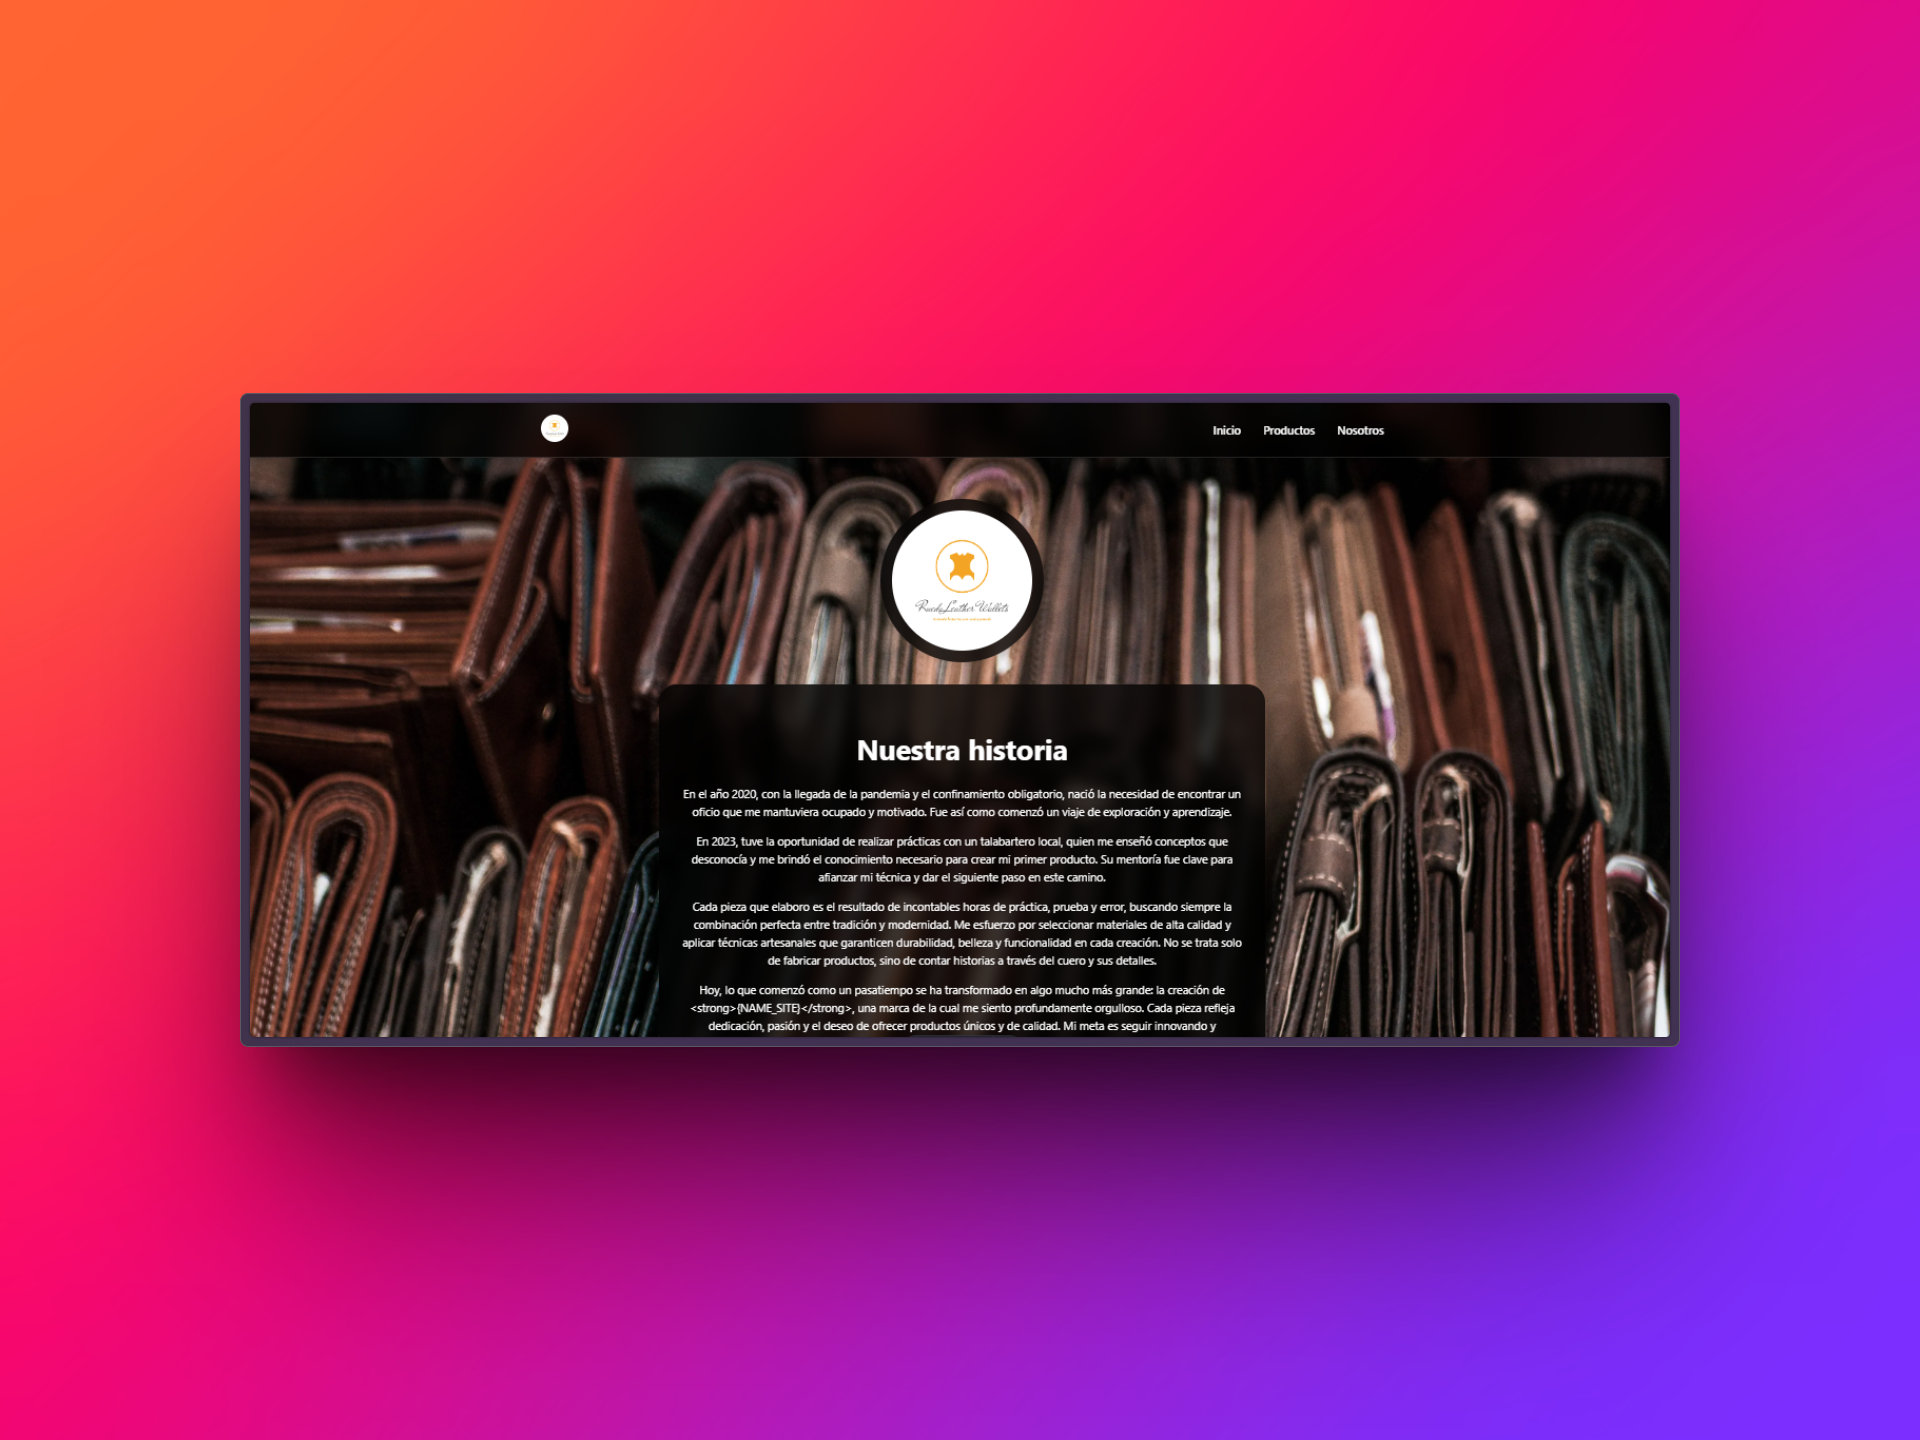 Inicio Productos Nosotros
Leather Wallets
Nuestra historia
En el año 2020, con la llegada de la pandemia y el confinamiento obligatorio, nació la necesidad de encontrar un
oficio que me mantuviera ocupado y motivado. Fue así como comenzó un viaje de exploración y aprendizaje.
En 2023, tuve la oportunidad de realizar prácticas con un talabartero local, quien me enseñó conceptos que
desconocía y me brindó el conocimiento necesario para crear mi primer producto. Su mentoría fue clave para
afianzar mi técnica y dar el siguiente paso en este camino.
Cada pieza que elaboro es el resultado de incontables horas de práctica, prueba y error, buscando siempre la
combinación perfecta entre tradición y modernidad. Me esfuerzo por seleccionar materiales de alta calidad y
aplicar técnicas artesanales que garanticen durabilidad, belleza y funcionalidad en cada creación. No se trata solo
de fabricar productos, sino de contar historias a través del cuero y sus detalles.
Hoy, lo que comenzó como un pasatiempo se ha transformado en algo mucho más grande: la creación de
<strong>{NAME_SITE}</strong>, una marca de la cual me siento profundamente orgulloso. Cada pieza refleja
dedicación, pasión y el deseo de ofrecer productos únicos y de calidad. Mi meta es seguir innovando y